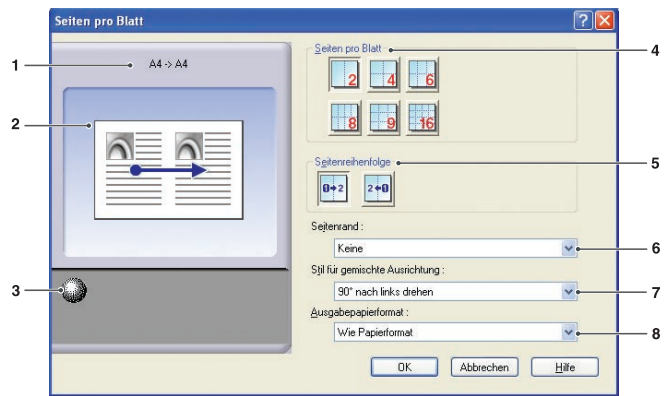 Seiten pro Blatt
A4 -> A4
Seiten pro Blatt
2 4 6
8 9 16
Seitenreihenfolge
1 2 2 1
Seitenrand :
Keine
Stil für gemischte Ausrichtung :
90° nach links drehen
Ausgabepapierformat :
Wie Papierformat
OK Abbrechen Hilfe
1
2
3
4
5
6
7
8